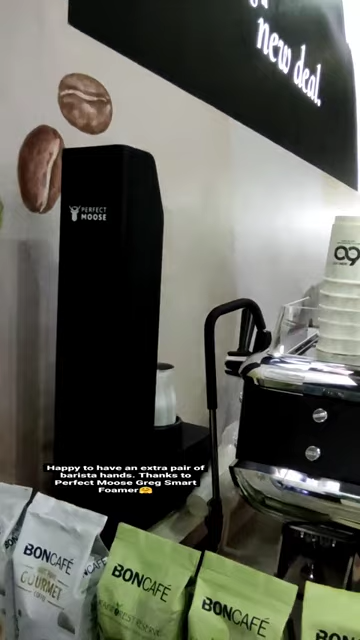 new deal.
PERFECT
MOOSE
Happy to have an extra pair of
barista hands. Thanks to
Perfect Moose Greg Smart
Foamer🤗
BONCAFÉ
GOURMET
BONCAFÉ
BONCAFÉ